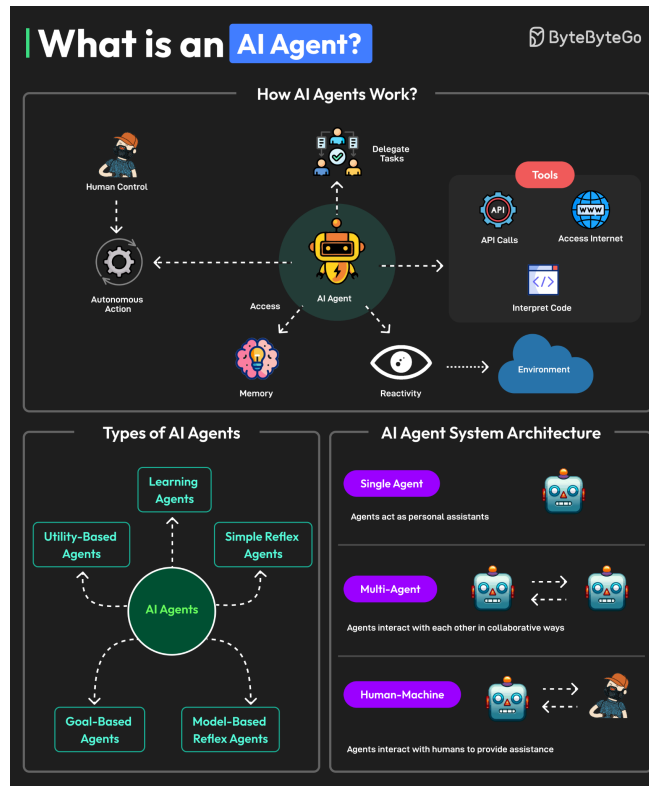 What is an AI Agent?
ByteByteGo
How AI Agents Work?
Human Control
Delegate
Tasks
Tools
API
API Calls
WWW
Access Internet
</>
Interpret Code
Autonomous
Action
AI Agent
Access
Memory
Reactivity
Environment
Types of AI Agents
Learning
Agents
Utility-Based
Agents
Simple Reflex
Agents
AI Agents
Goal-Based
Agents
Model-Based
Reflex Agents
AI Agent System Architecture
Single Agent
Agents act as personal assistants
Multi-Agent
Agents interact with each other in collaborative ways
Human-Machine
Agents interact with humans to provide assistance